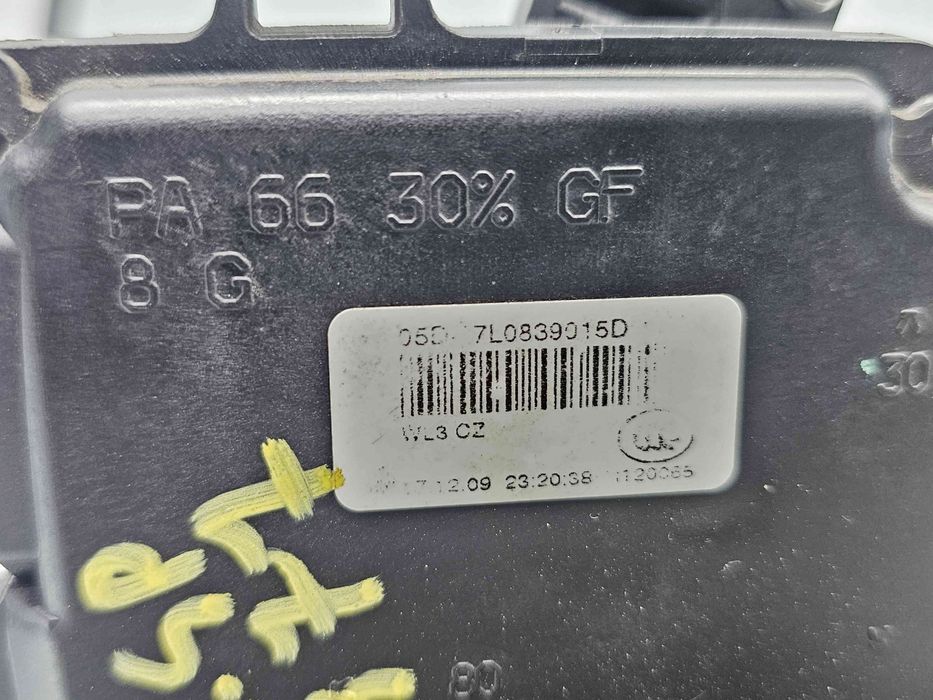 PA 66 30% GF
8 G
05D 7L0839015D
30
WL3 CZ
7.12.09 23:20:38 1120065
80